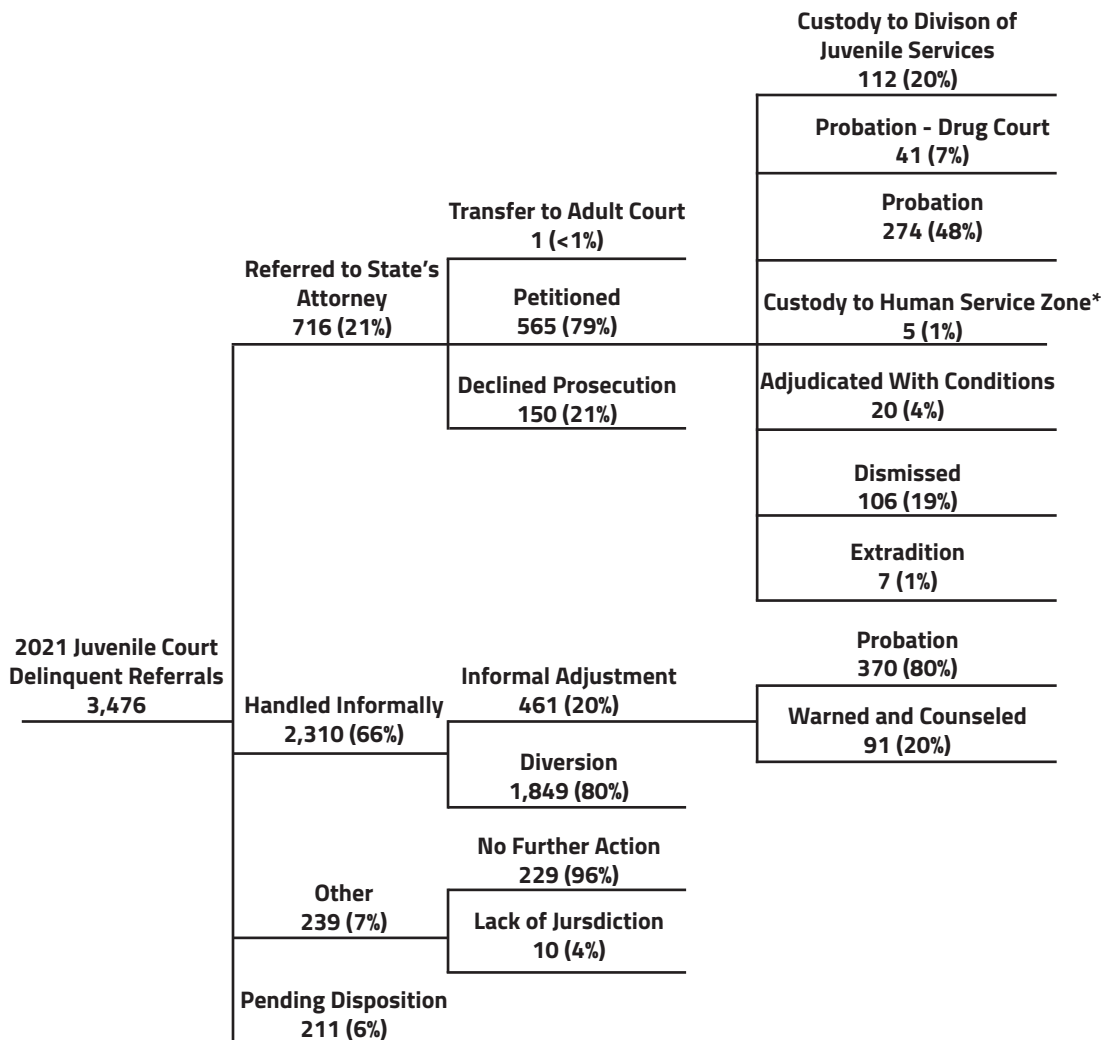 Custody to Divison of
Juvenile Services
112 (20%)
Probation - Drug Court
41 (7%)
Probation
274 (48%)
Transfer to Adult Court
1 (<1%)
Referred to State's
Attorney
716 (21%)
Petitioned
565 (79%)
Custody to Human Service Zone*
5 (1%)
Declined Prosecution
150 (21%)
Adjudicated With Conditions
20 (4%)
Dismissed
106 (19%)
Extradition
7 (1%)
2021 Juvenile Court
Delinquent Referrals
3,476
Handled Informally
2,310 (66%)
Informal Adjustment
461 (20%)
Probation
370 (80%)
Warned and Counseled
91 (20%)
Diversion
1,849 (80%)
No Further Action
229 (96%)
Other
239 (7%)
Lack of Jursdiction
10 (4%)
Pending Disposition
211 (6%)